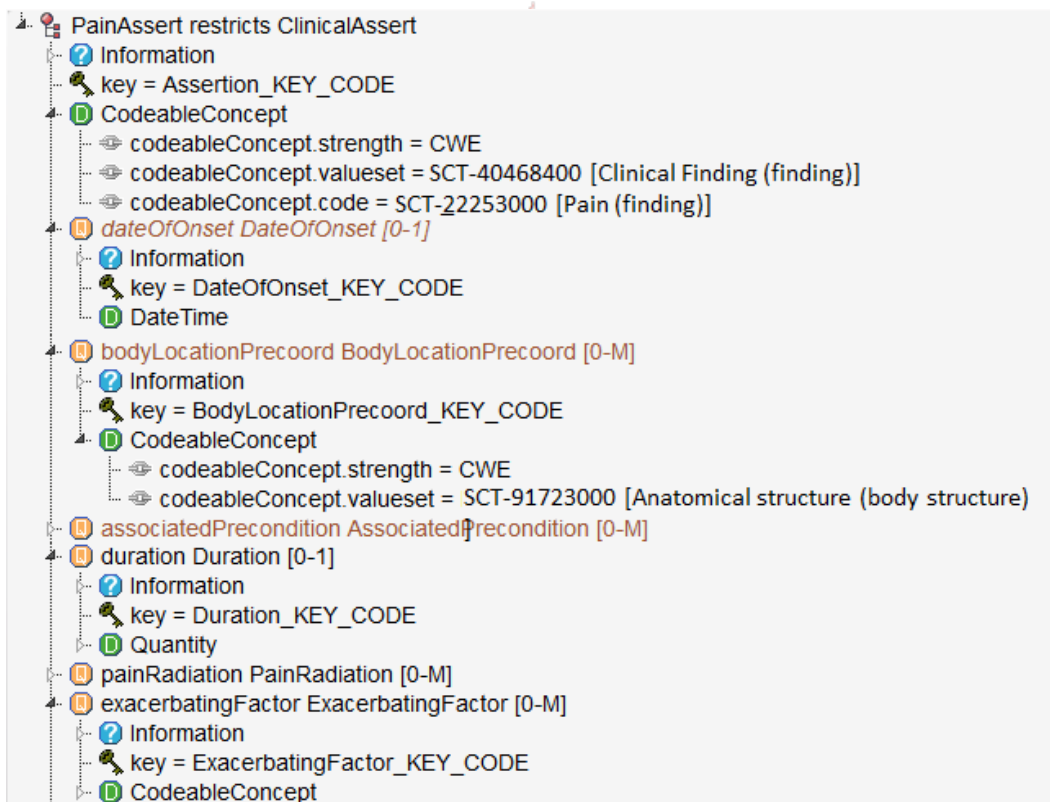 PainAssert restricts ClinicalAssert
Information
key = Assertion_KEY_CODE
CodeableConcept
codeableConcept.strength = CWE
codeableConcept.valueset = SCT-40468400 [Clinical Finding (finding)]
codeableConcept.code = SCT-22253000 [Pain (finding)]
dateOfOnset DateOfOnset [0-1]
Information
key = DateOfOnset_KEY_CODE
DateTime
bodyLocationPrecoord BodyLocationPrecoord [0-M]
Information
key = BodyLocationPrecoord_KEY_CODE
CodeableConcept
codeableConcept.strength = CWE
codeableConcept.valueset = SCT-91723000 [Anatomical structure (body structure)
associatedPrecondition AssociatedPrecondition [0-M]
duration Duration [0-1]
Information
key = Duration_KEY_CODE
Quantity
painRadiation PainRadiation [0-M]
exacerbatingFactor ExacerbatingFactor [0-M]
Information
key = ExacerbatingFactor_KEY_CODE
CodeableConcept